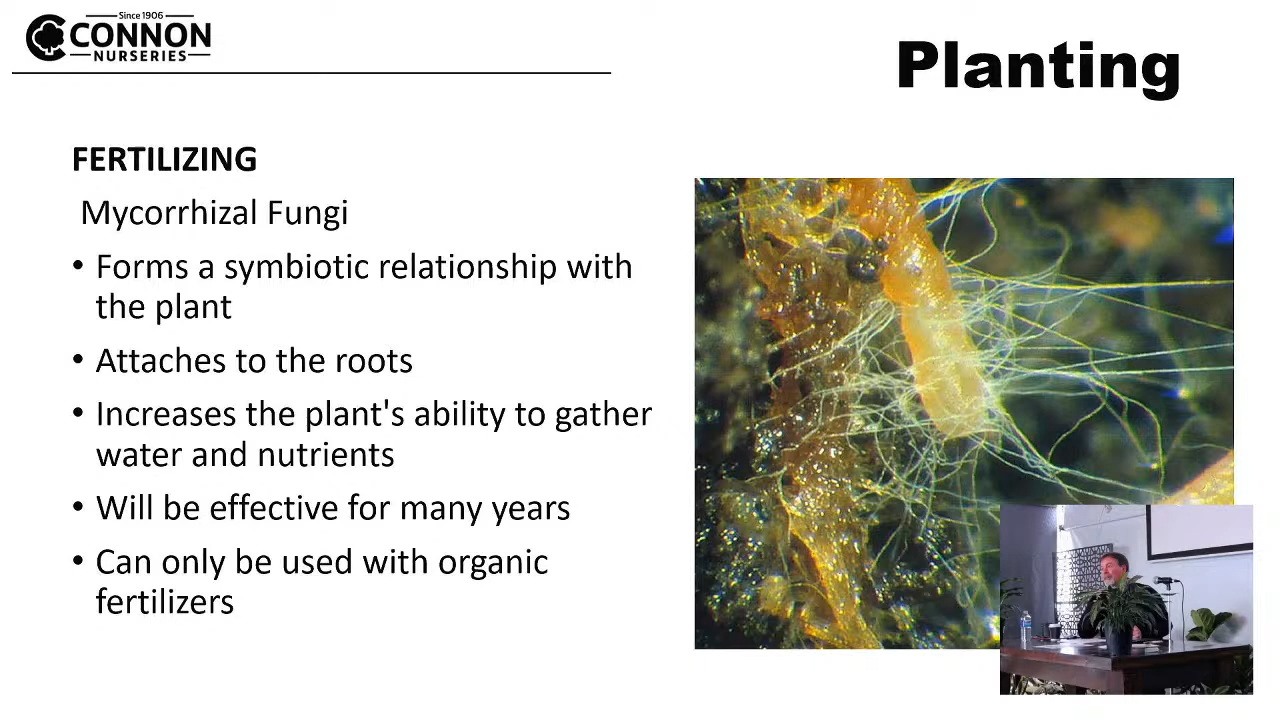 Since 1906
CONNON
NURSERIES
Planting
FERTILIZING
Mycorrhizal Fungi
• Forms a symbiotic relationship with
the plant
• Attaches to the roots
• Increases the plant's ability to gather
water and nutrients
• Will be effective for many years
• Can only be used with organic
fertilizers